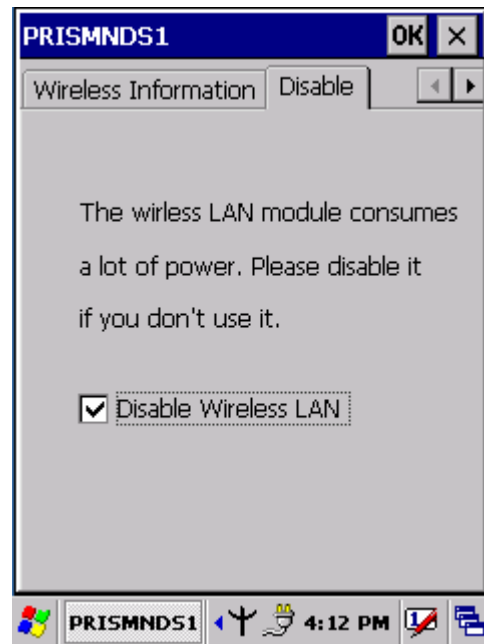 PRISMNDS1 OK
Wireless Information Disable
The wirless LAN module consumes
a lot of power. Please disable it
if you don't use it.
Disable Wireless LAN
PRISMNDS1 4:12 PM 1